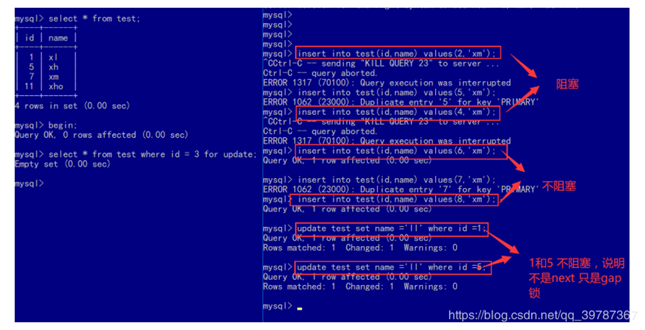 mysql> select * from test;
+----+------+
| id | name |
+----+------+
| 1 | xl |
| 5 | xh |
| 7 | xm |
| 11 | xho |
+----+------+
4 rows in set (0.00 sec)
mysql> begin;
Query OK, 0 rows affected (0.00 sec)
mysql> select * from test where id = 3 for update;
Empty set (0.00 sec)
mysql>
mysql>
mysql>
mysql>
mysql>
mysql> insert into test(id,name) values(2,'xm');
^CCtrl-C -- sending "KILL QUERY 23" to server ...
Ctrl-C -- query aborted.
ERROR 1317 (70100): Query execution was interrupted
mysql> insert into test(id,name) values(5,'xm');
ERROR 1062 (23000): Duplicate entry '5' for key 'PRIMARY'
mysql> insert into test(id,name) values(4,'xm');
^CCtrl-C -- sending "KILL QUERY 23" to server ...
Ctrl-C -- query aborted.
ERROR 1317 (70100): Query execution was interrupted
mysql> insert into test(id,name) values(6,'xm');
Query OK, 1 row affected (0.00 sec)
mysql> insert into test(id,name) values(7,'xm');
ERROR 1062 (23000): Duplicate entry '7' for key 'PRIMARY'
mysql> insert into test(id,name) values(8,'xm');
Query OK, 1 row affected (0.00 sec)
mysql> update test set name ='ll' where id =1;
Query OK, 1 row affected (0.00 sec)
Rows matched: 1 Changed: 1 Warnings: 0
mysql> update test set name ='ll' where id =5;
Query OK, 1 row affected (0.00 sec)
Rows matched: 1 Changed: 1 Warnings: 0
mysql>
阻塞
不阻塞
1和5 不阻塞，说明
不是next 只是gap
锁
https://blog.csdn.net/qq_39787367